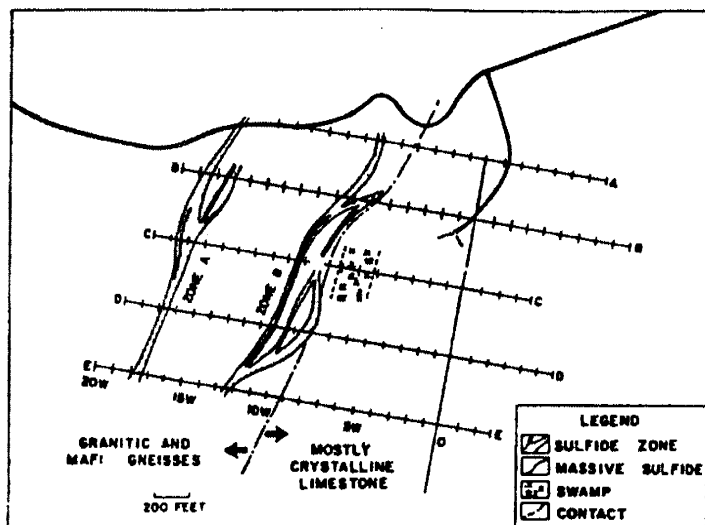 A
B
B
C
C
D
D
E
E
ZONE A
ZONE B
20W
15W
10W
5W
0
GRANITIC AND
MAFI GNEISSES
MOSTLY
CRYSTALLINE
LIMESTONE
200 FEET
LEGEND
SULFIDE ZONE
MASSIVE SULFIDE
SWAMP
CONTACT